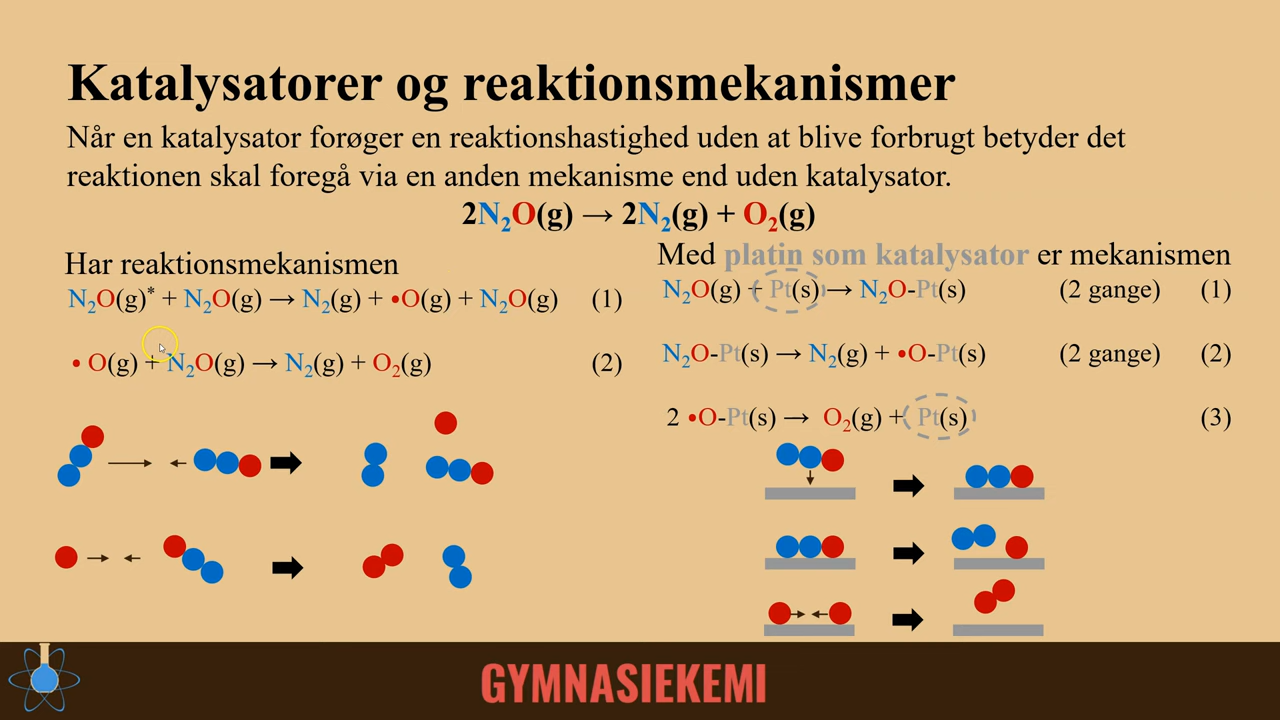 Katalysatorer og reaktionsmekanismer
Når en katalysator forøger en reaktionshastighed uden at blive forbrugt betyder det
reaktionen skal foregå via en anden mekanisme end uden katalysator.
2N₂O(g) → 2N₂(g) + O₂(g)
Har reaktionsmekanismen
N₂O(g)* + N₂O(g) → N₂(g) + •O(g) + N₂O(g) (1)
• O(g) + N₂O(g) → N₂(g) + O₂(g) (2)
Med platin som katalysator er mekanismen
N₂O(g) + Pt(s) → N₂O-Pt(s) (2 gange) (1)
N₂O-Pt(s) → N₂(g) + •O-Pt(s) (2 gange) (2)
2 •O-Pt(s) → O₂(g) + Pt(s) (3)
GYMNASIEKEMI